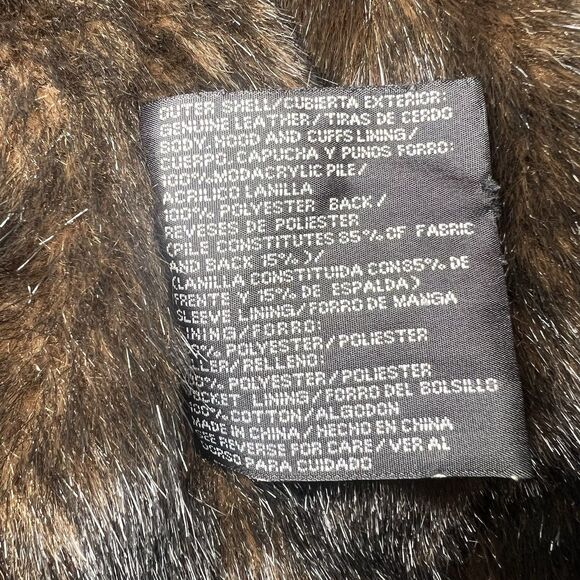 OUTER SHELL/CUBIERTA EXTERIOR:
GENUINE LEATHER/TIRAS DE CERDO
BODY, HOOD AND CUFFS LINING/
CUERPO, CAPUCHA Y PUNOS FORRO:
100% MODACRYLIC PILE/
ACRILICO LANILLA
100% POLYESTER BACK/
REVESES DE POLIESTER
(PILE CONSTITUTES 85% OF FABRIC
AND BACK 15%)/
(LANILLA CONSTITUIDA CON 85% DE
FRENTE Y 15% DE ESPALDA)
SLEEVE LINING/FORRO DE MANGA
LINING/FORRO:
% POLYESTER/POLIESTER
FILLER/RELLENO:
100% POLYESTER/POLIESTER
POCKET LINING/FORRO DEL BOLSILLO
100% COTTON/ALGODON
MADE IN CHINA/HECHO EN CHINA
SEE REVERSE FOR CARE/VER AL
DORSO PARA CUIDADO